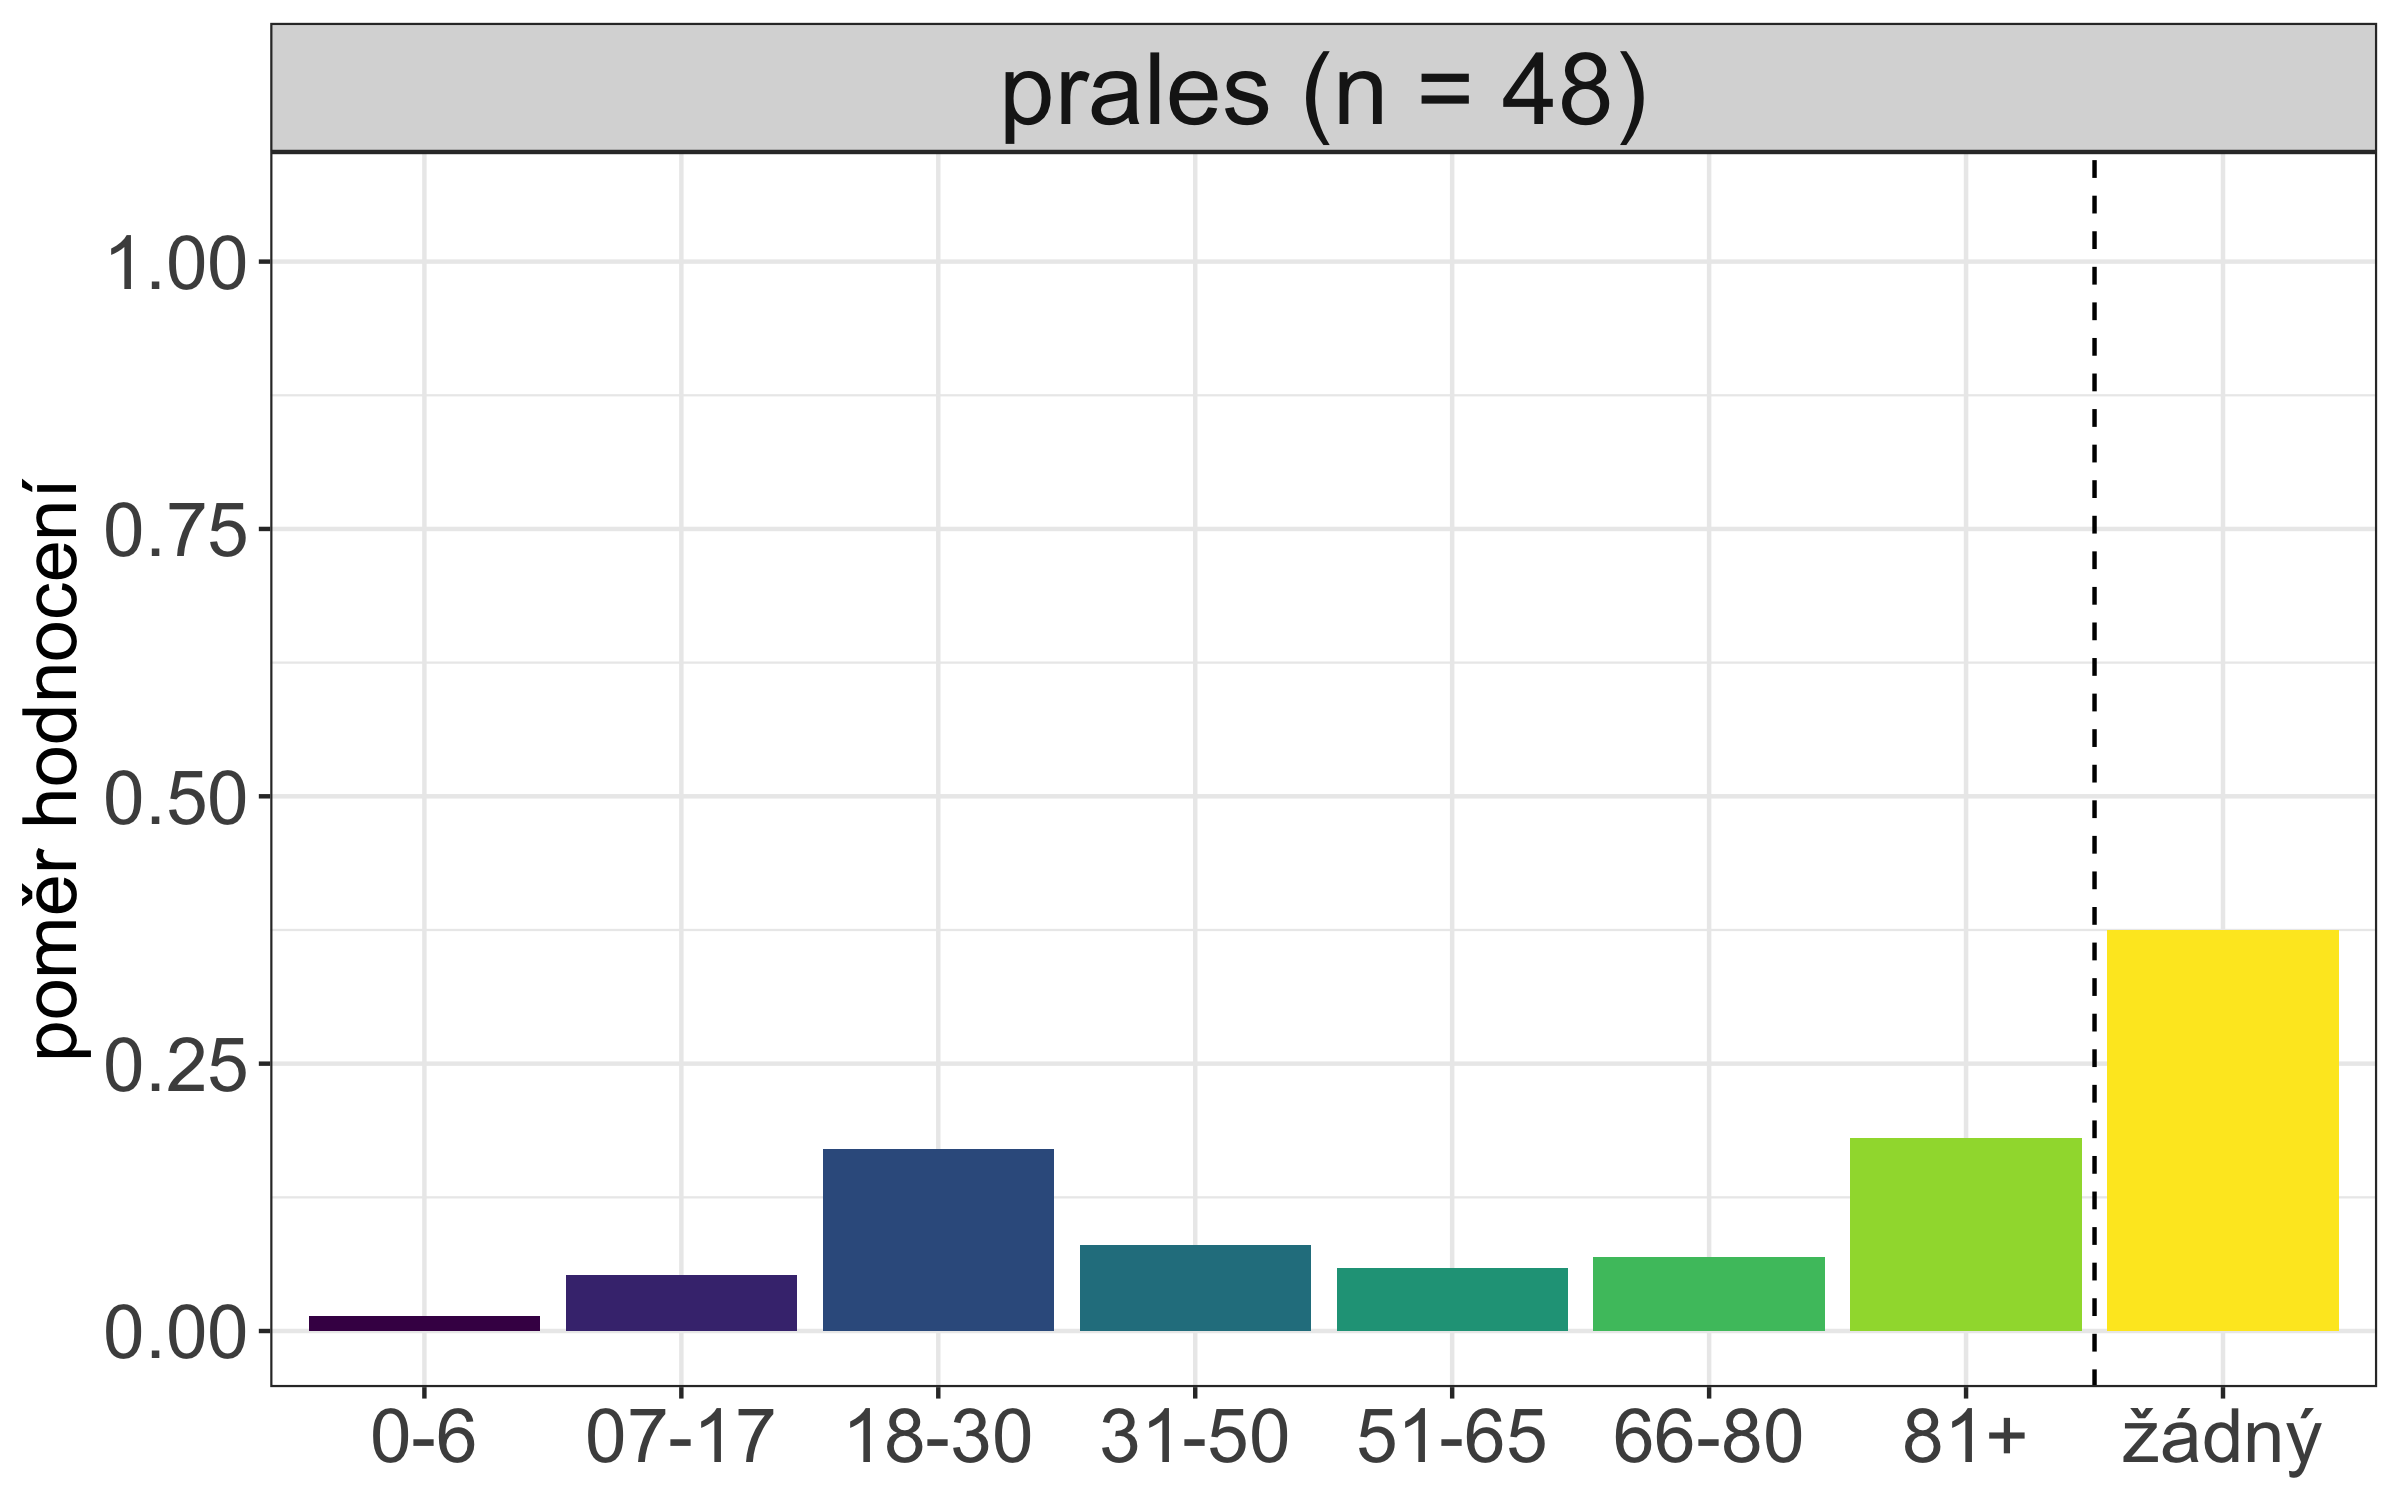 prales (n = 48)
poměr hodnocení
1.00
0.75
0.50
0.25
0.00
0-6 07-17 18-30 31-50 51-65 66-80 81+ žádný